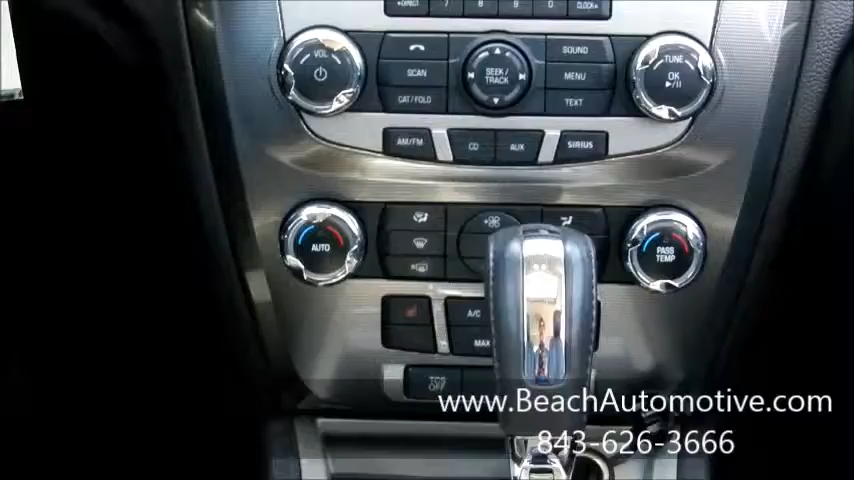 DIRECT 7 8 9 0 CLOCK
VOL
SCAN
CAT/FOLD
SEEK/
TRACK
SOUND
MENU
TEXT
TUNE
OK
AM/FM
CD
AUX
SIRIUS
AUTO
PASS
TEMP
A/C
MAX
OFF
www.BeachAutomotive.com
843-626-3666